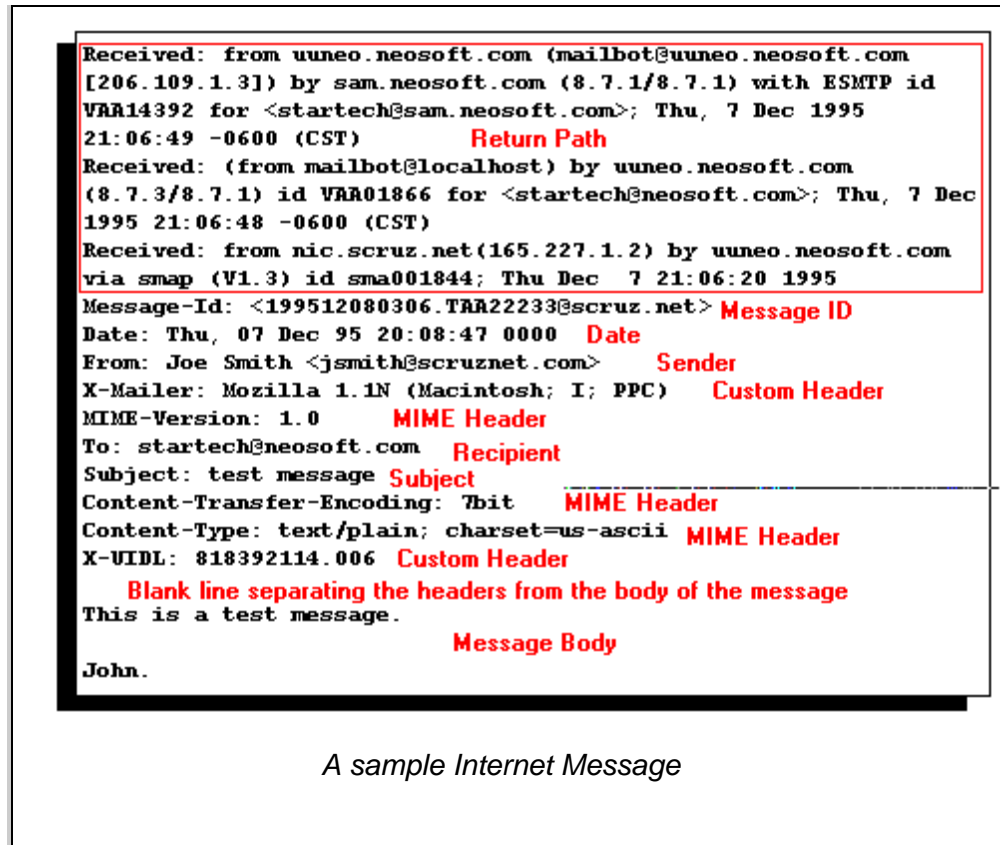 Received: from uuneo.neosoft.com (mailbot@uuneo.neosoft.com
[206.109.1.3]) by sam.neosoft.com (8.7.1/8.7.1) with ESMTP id
VAA14392 for <startech@sam.neosoft.com>; Thu, 7 Dec 1995
21:06:49 -0600 (CST) Return Path
Received: (from mailbot@localhost) by uuneo.neosoft.com
(8.7.3/8.7.1) id VAA01866 for <startech@neosoft.com>; Thu, 7 Dec
1995 21:06:48 -0600 (CST)
Received: from nic.scruz.net(165.227.1.2) by uuneo.neosoft.com
via smap (V1.3) id sma001844; Thu Dec 7 21:06:20 1995
Message-Id: <199512080306.TAA22233@scruz.net> Message ID
Date: Thu, 07 Dec 95 20:08:47 0000 Date
From: Joe Smith <jsmith@scruznet.com> Sender
X-Mailer: Mozilla 1.1N (Macintosh; I; PPC) Custom Header
MIME-Version: 1.0 MIME Header
To: startech@neosoft.com Recipient
Subject: test message Subject
Content-Transfer-Encoding: 7bit MIME Header
Content-Type: text/plain; charset=us-ascii MIME Header
X-UIDL: 818392114.006 Custom Header
Blank line separating the headers from the body of the message
This is a test message.
Message Body
John.
A sample Internet Message